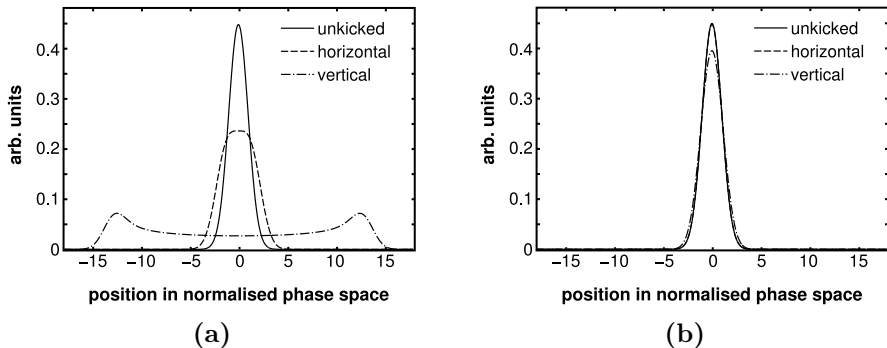 unkicked
horizontal
vertical
arb. units
0.4
0.3
0.2
0.1
0
−15
−10
−5
0
5
10
15
position in normalised phase space
(a)
unkicked
horizontal
vertical
arb. units
0.4
0.3
0.2
0.1
0
−15
−10
−5
0
5
10
15
position in normalised phase space
(b)